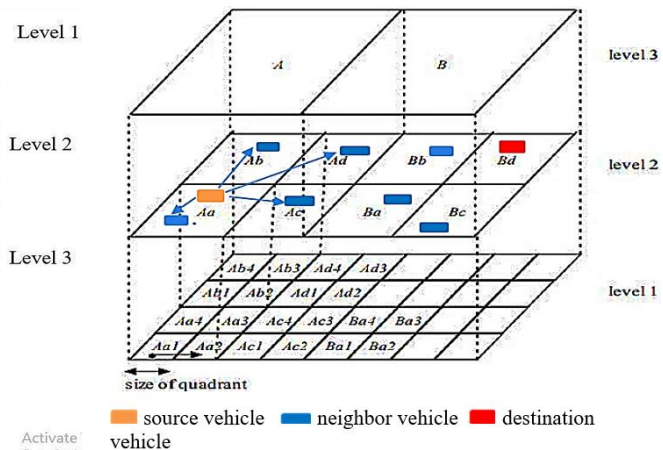 Level 1
level 3
A B
Level 2
level 2
Ab Ad Bb Bd
Aa Ac Ba Bc
Level 3
level 1
Ab4 Ab3 Ad4 Ad3
Ab1 Ab2 Ad1 Ad2
Aa4 Aa3 Ac4 Ac3 Ba4 Ba3
Aa1 Aa2 Ac1 Ac2 Ba1 Ba2
size of quadrant
source vehicle neighbor vehicle destination
vehicle
Activate